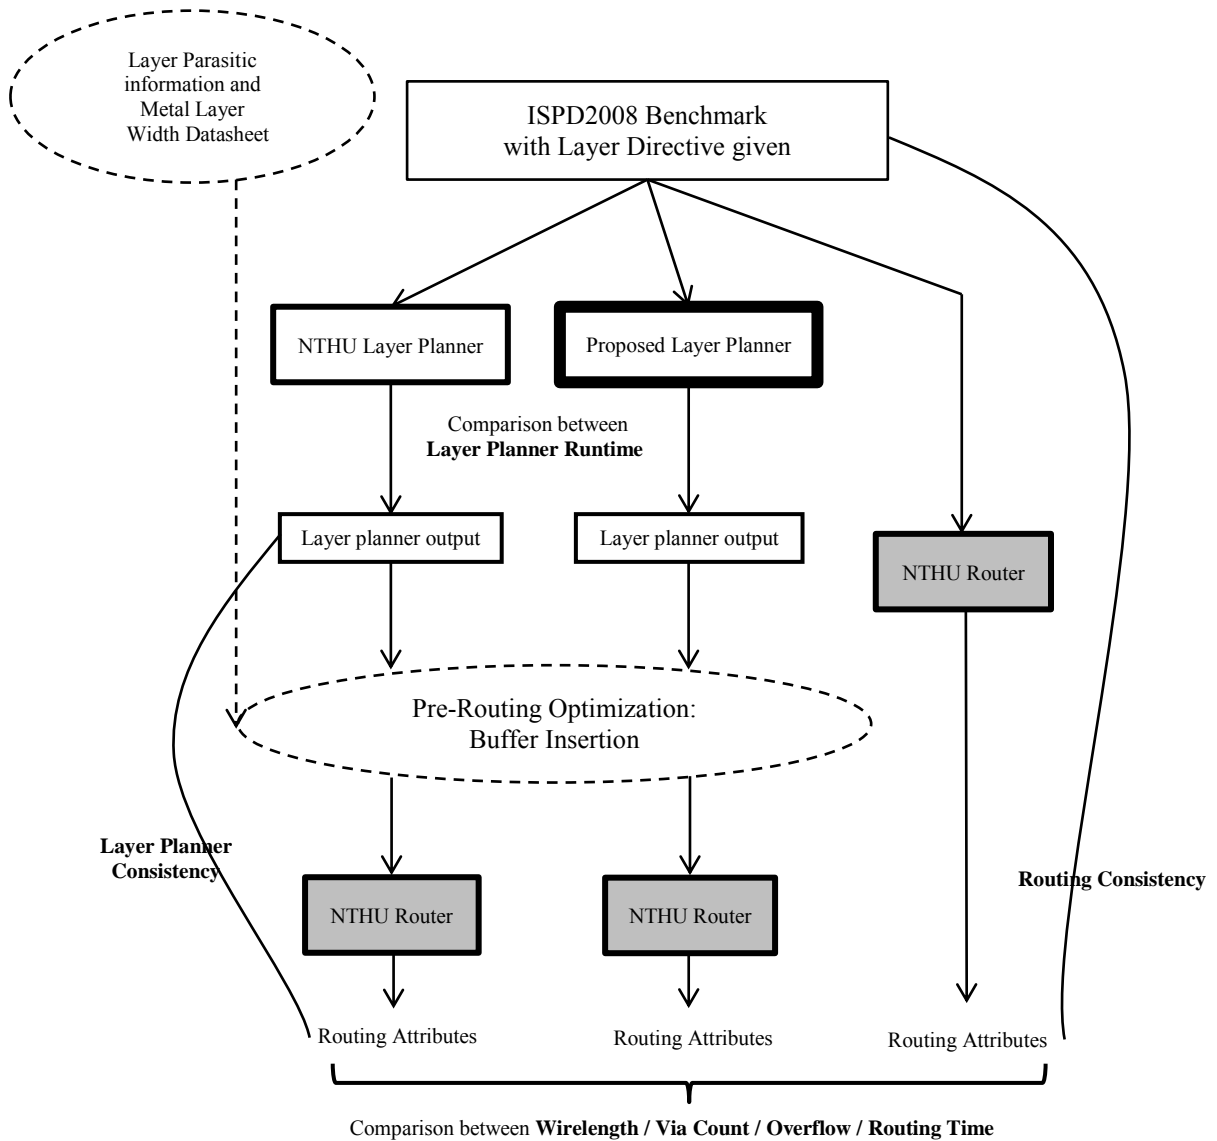 Layer Parasitic
information and
Metal Layer
Width Datasheet
ISPD2008 Benchmark
with Layer Directive given
NTHU Layer Planner
Proposed Layer Planner
Comparison between
Layer Planner Runtime
Layer planner output
Layer planner output
NTHU Router
Pre-Routing Optimization:
Buffer Insertion
Layer Planner
Consistency
Routing Consistency
NTHU Router
NTHU Router
Routing Attributes
Routing Attributes
Routing Attributes
Comparison between Wirelength / Via Count / Overflow / Routing Time